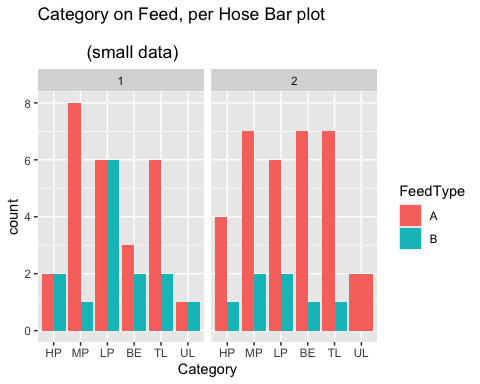 Category on Feed, per Hose Bar plot
(small data)
1 2
8
6
4
2
0
count
HP MP LP BE TL UL HP MP LP BE TL UL
Category
FeedType
A
B